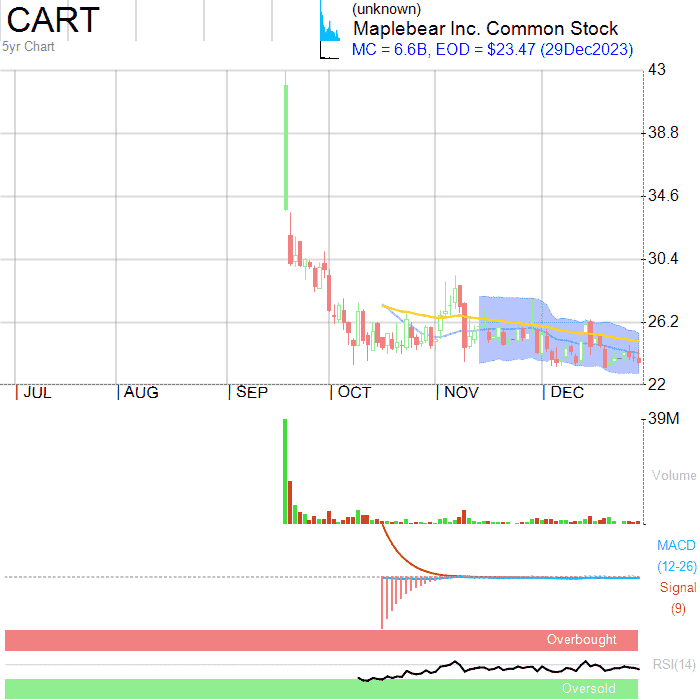 CART
5yr Chart
(unknown)
Maplebear Inc. Common Stock
MC = 6.6B, EOD = $23.47 (29Dec2023)
43
38.8
34.6
30.4
26.2
22
JUL AUG SEP OCT NOV DEC
39M
Volume
MACD
(12-26)
Signal
(9)
Overbought
RSI(14)
Oversold